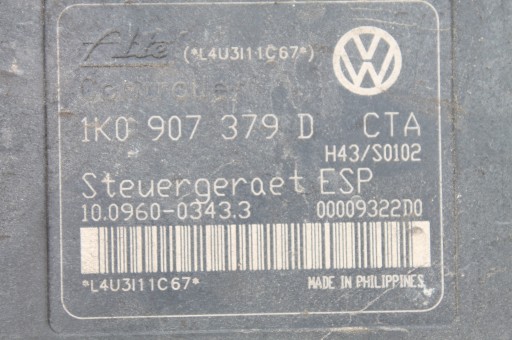 Ate (*L4U3I11C67*)
1K0 907 379 D CTA
H43/S0102
Steuergeraet ESP
10.0960-0343.3 00009322D0
*L4U3I11C67* MADE IN PHILIPPINES